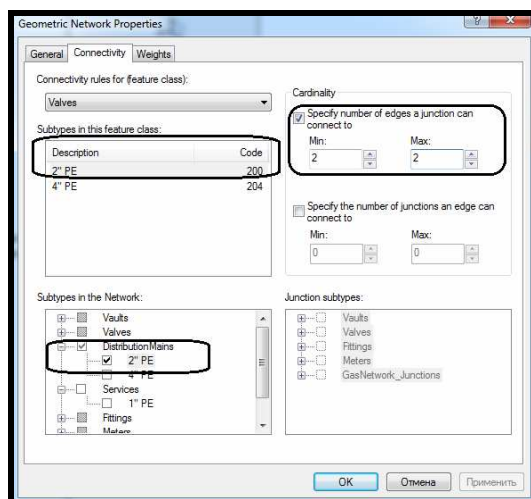 Geometric Network Properties
General Connectivity Weights
Connectivity rules for (feature class):
Valves
Subtypes in this feature class:
Description Code
2" PE 200
4" PE 204
Cardinality
Specify number of edges a junction can
connect to
Min: Max:
2 2
Specify the number of junctions an edge can
connect to
Min: Max:
0 0
Subtypes in the Network:
Vaults
Valves
DistributionMains
2" PE
4" PE
Services
1" PE
Fittings
Meters
Junction subtypes:
Vaults
Valves
Fittings
Meters
GasNetwork_Junctions
OK Отмена Применить